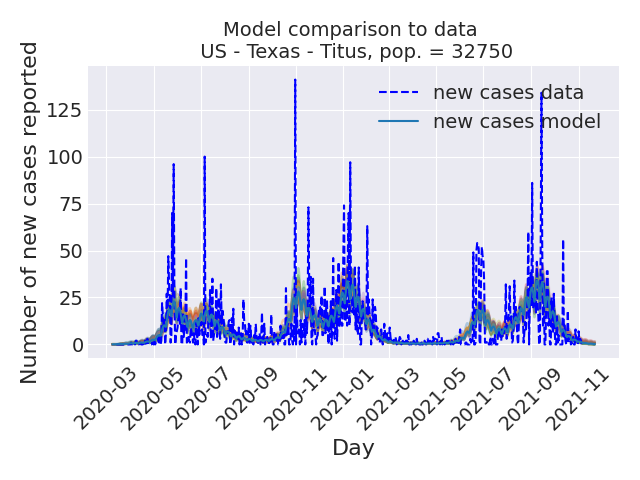 Model comparison to data
US - Texas - Titus, pop. = 32750
new cases data
new cases model
Number of new cases reported
125
100
75
50
25
0
2020-03
2020-05
2020-07
2020-09
2020-11
2021-01
2021-03
2021-05
2021-07
2021-09
2021-11
Day